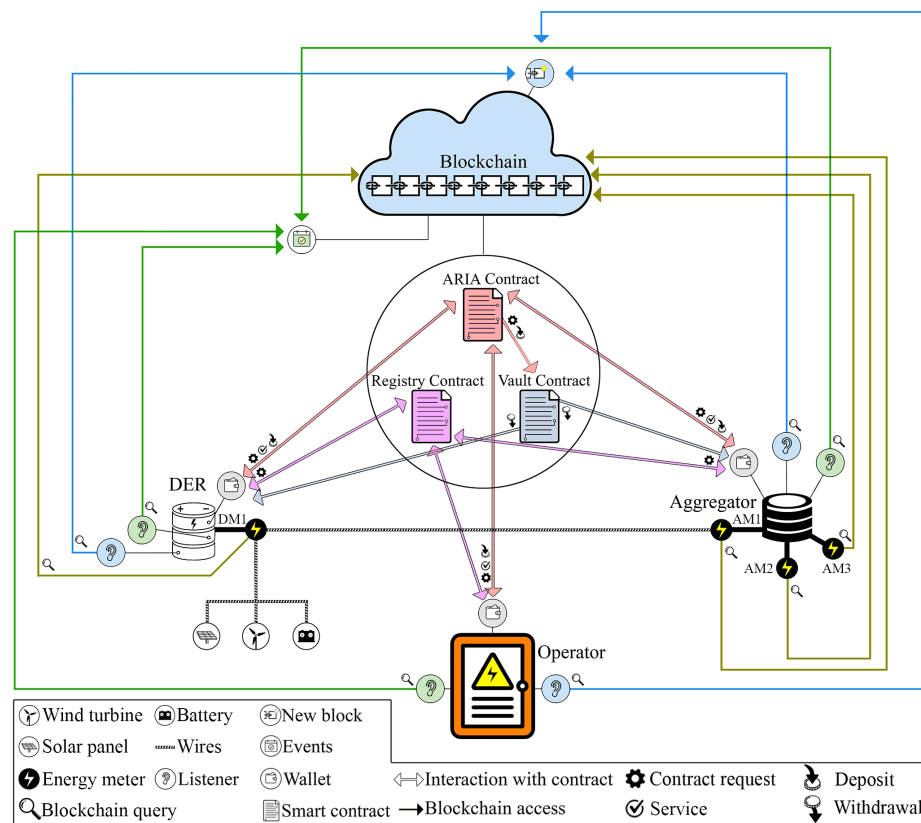 Blockchain
ARIA Contract
Registry Contract
Vault Contract
DER
DM1
Aggregator
AM1
AM2
AM3
Operator
Wind turbine
Battery
New block
Solar panel
Wires
Events
Energy meter
Listener
Wallet
Interaction with contract
Contract request
Deposit
Blockchain query
Smart contract
Blockchain access
Service
Withdrawal